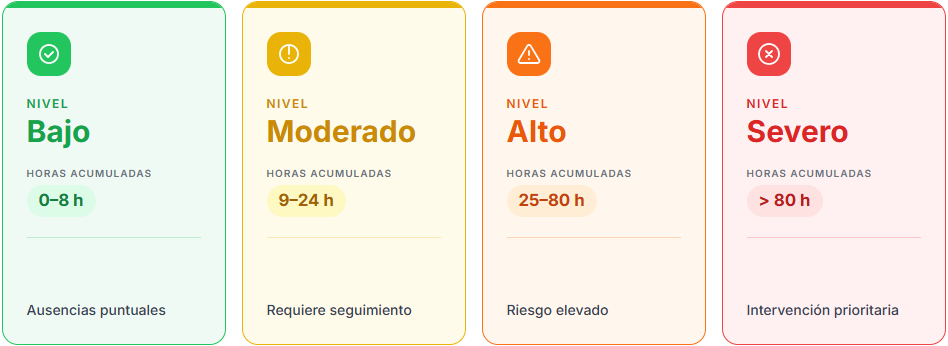 NIVEL
Bajo
HORAS ACUMULADAS
0–8 h
Ausencias puntuales
NIVEL
Moderado
HORAS ACUMULADAS
9–24 h
Requiere seguimiento
NIVEL
Alto
HORAS ACUMULADAS
25–80 h
Riesgo elevado
NIVEL
Severo
HORAS ACUMULADAS
> 80 h
Intervención prioritaria